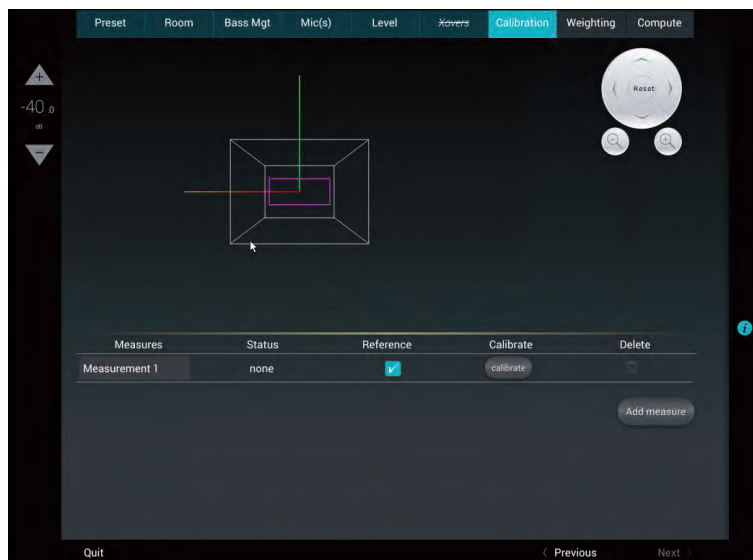 Preset Room Bass Mgt Mic(s) Level Xovers Calibration Weighting Compute
-40 .0
dB
Reset
Measures Status Reference Calibrate Delete
Measurement 1 none calibrate
Add measure
Quit Previous Next